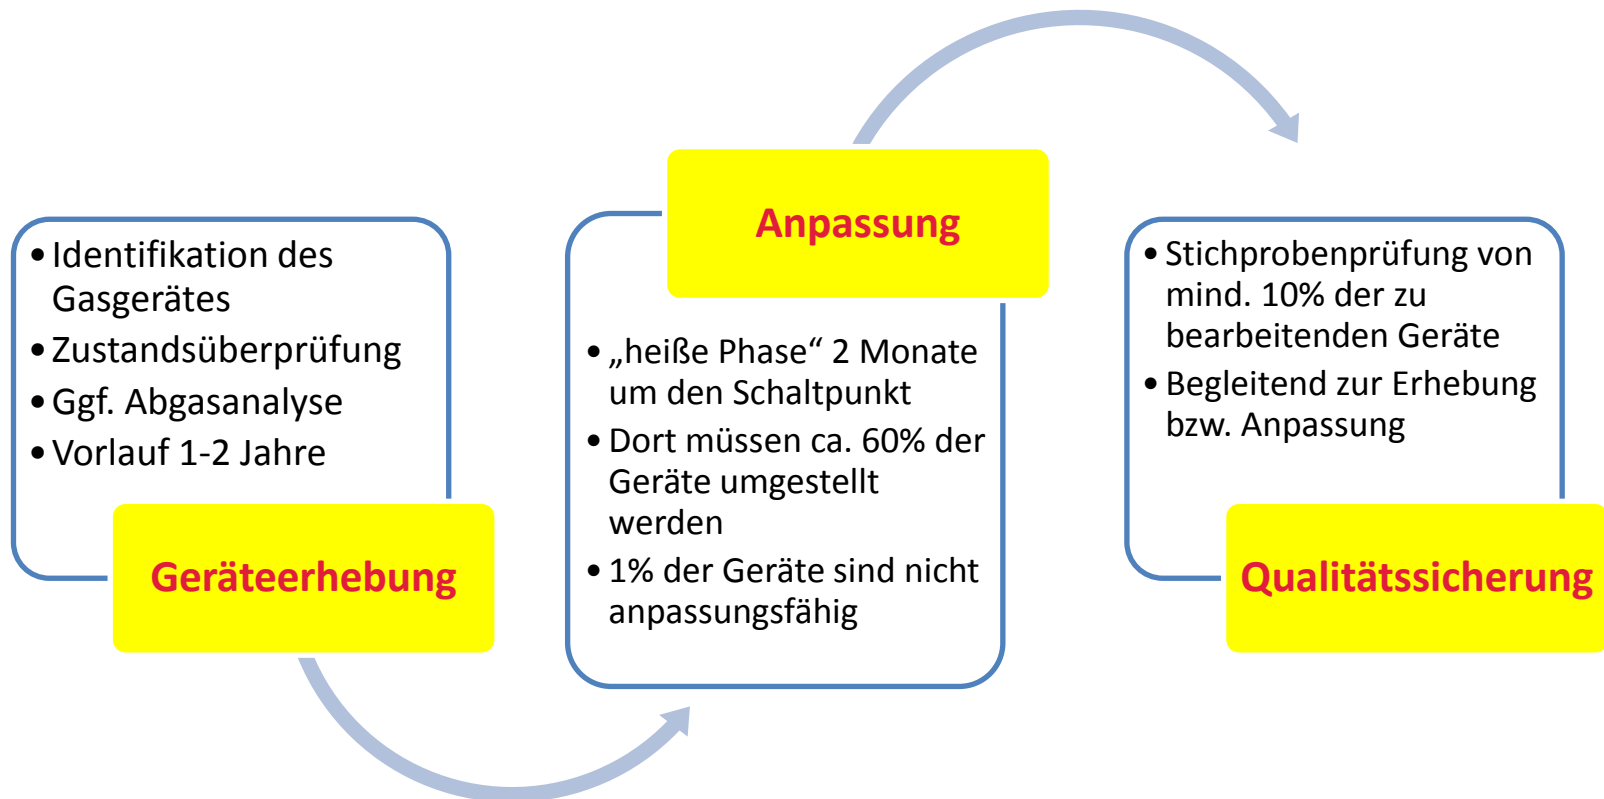 • Identifikation des
Gasgerätes
• Zustandsüberprüfung
• Ggf. Abgasanalyse
• Vorlauf 1-2 Jahre
Geräteerhebung
Anpassung
• „heiße Phase“ 2 Monate
um den Schaltpunkt
• Dort müssen ca. 60% der
Geräte umgestellt
werden
• 1% der Geräte sind nicht
anpassungsfähig
• Stichprobenprüfung von
mind. 10% der zu
bearbeitenden Geräte
• Begleitend zur Erhebung
bzw. Anpassung
Qualitätssicherung